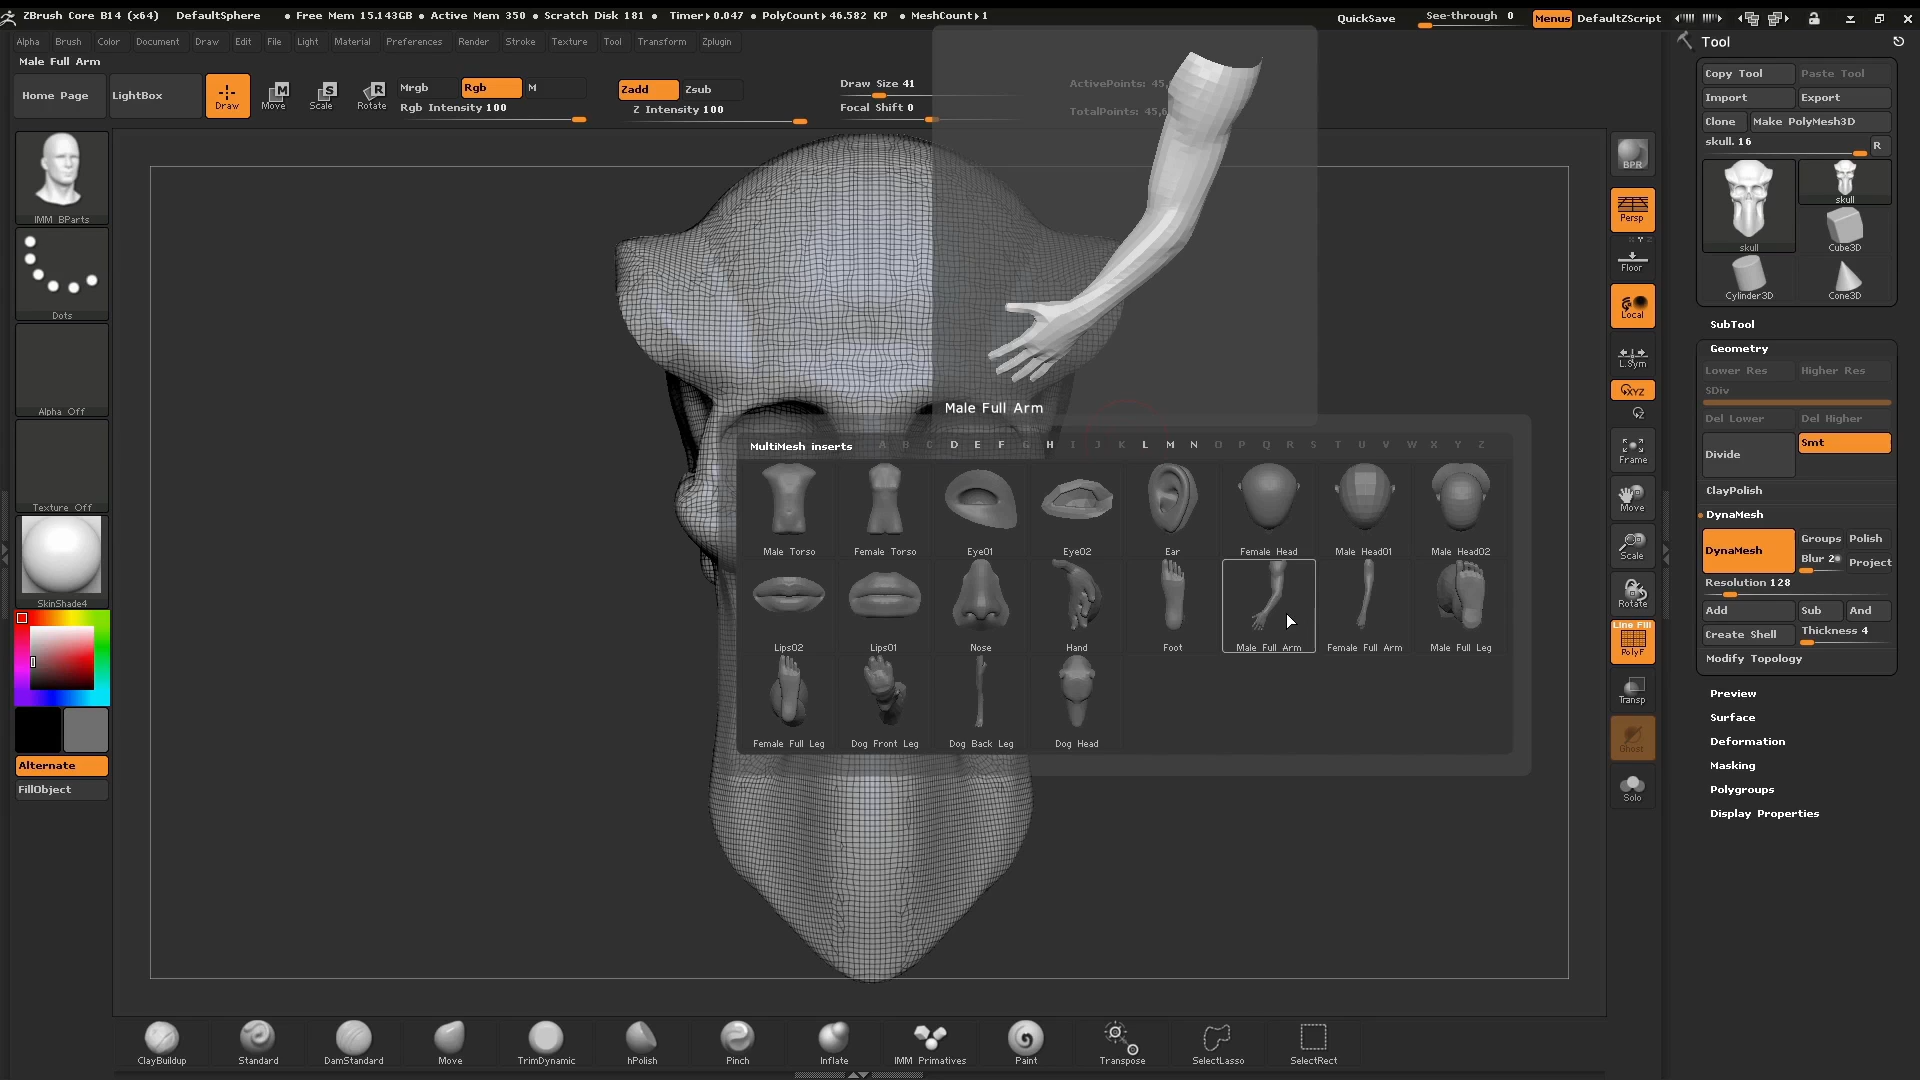 ZBrush Core B14 (x64) DefaultSphere • Free Mem 15.143GB • Active Mem 350 • Scratch Disk 181 • Timer▸0.047 • PolyCount▸46.582 KP • MeshCount▸1 QuickSave See-through 0 Menus DefaultZScript
Alpha Brush Color Document Draw Edit File Light Material Preferences Render Stroke Texture Tool Transform Zplugin
Tool
Male Full Arm
Home Page LightBox Draw Move Scale Rotate
Mrgb Rgb M
Rgb Intensity 100
Zadd Zsub
Z Intensity 100
Draw Size 41
Focal Shift 0
ActivePoints: 45,
TotalPoints: 45,
IMM BParts
Dots
Alpha Off
Texture Off
SkinShade4
Alternate
FillObject
Male Full Arm
MultiMesh inserts A B C D E F G H I J K L M N O P Q R S T U V W X Y Z
Male Torso Female Torso Eye01 Eye02 Ear Female Head Male Head01 Male Head02
Lips02 Lips01 Nose Hand Foot Male Full Arm Female Full Arm Male Full Leg
Female Full Leg Dog Front Leg Dog Back Leg Dog Head
BPR
Persp
Floor
Local
L.Sym
XYZ
Frame
Move
Scale
Rotate
Line Fill
PolyF
Transp
Ghost
Solo
Copy Tool Paste Tool
Import Export
Clone Make PolyMesh3D
skull. 16 R
skull
skull
Cube3D
Cylinder3D Cone3D
SubTool
Geometry
Lower Res Higher Res
SDiv
Del Lower Del Higher
Divide Smt
ClayPolish
DynaMesh
DynaMesh Groups Polish
Blur 2 Project
Resolution 128
Add Sub And
Create Shell Thickness 4
Modify Topology
Preview
Surface
Deformation
Masking
Polygroups
Display Properties
ClayBuildup Standard DamStandard Move TrimDynamic hPolish Pinch Inflate IMM Primitives Paint Transpose SelectLasso SelectRect